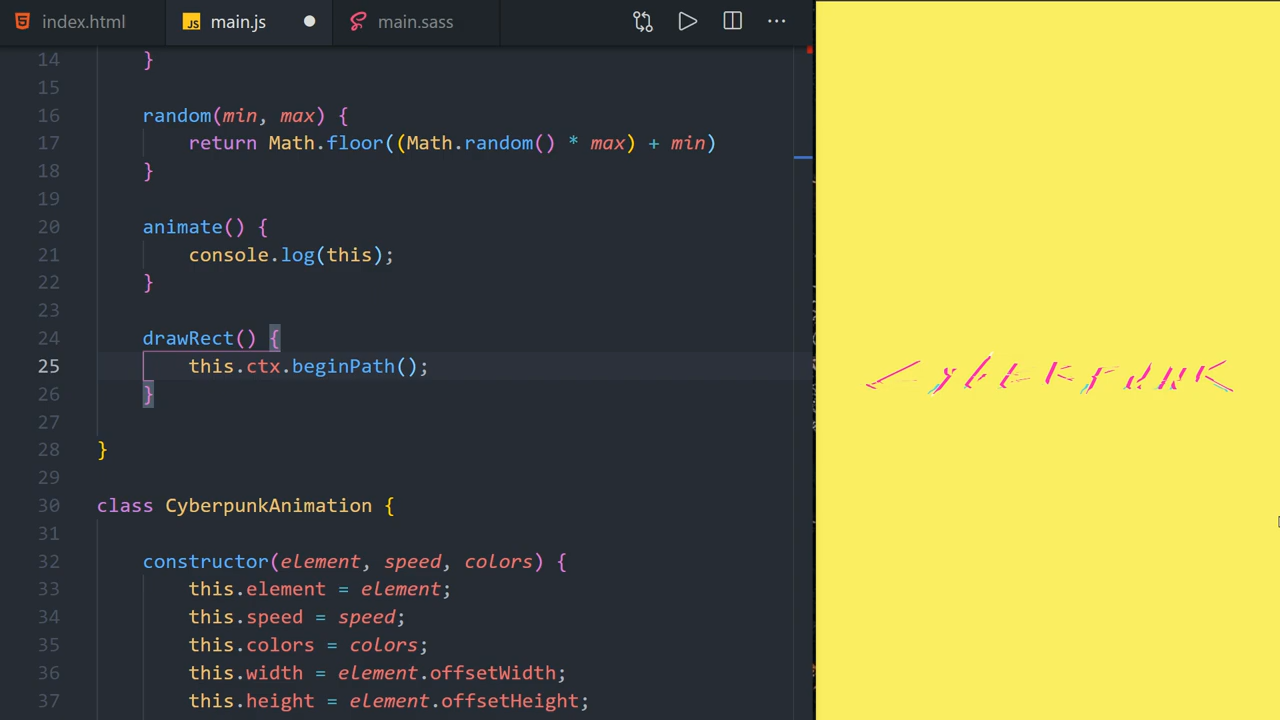 index.html
JS main.js
main.sass
14 }
15
16 random(min, max) {
17 return Math.floor((Math.random() * max) + min)
18 }
19
20 animate() {
21 console.log(this);
22 }
23
24 drawRect() {
25 this.ctx.beginPath();
26 }
27
28 }
29
30 class CyberpunkAnimation {
31
32 constructor(element, speed, colors) {
33 this.element = element;
34 this.speed = speed;
35 this.colors = colors;
36 this.width = element.offsetWidth;
37 this.height = element.offsetHeight;
Cyberpunk